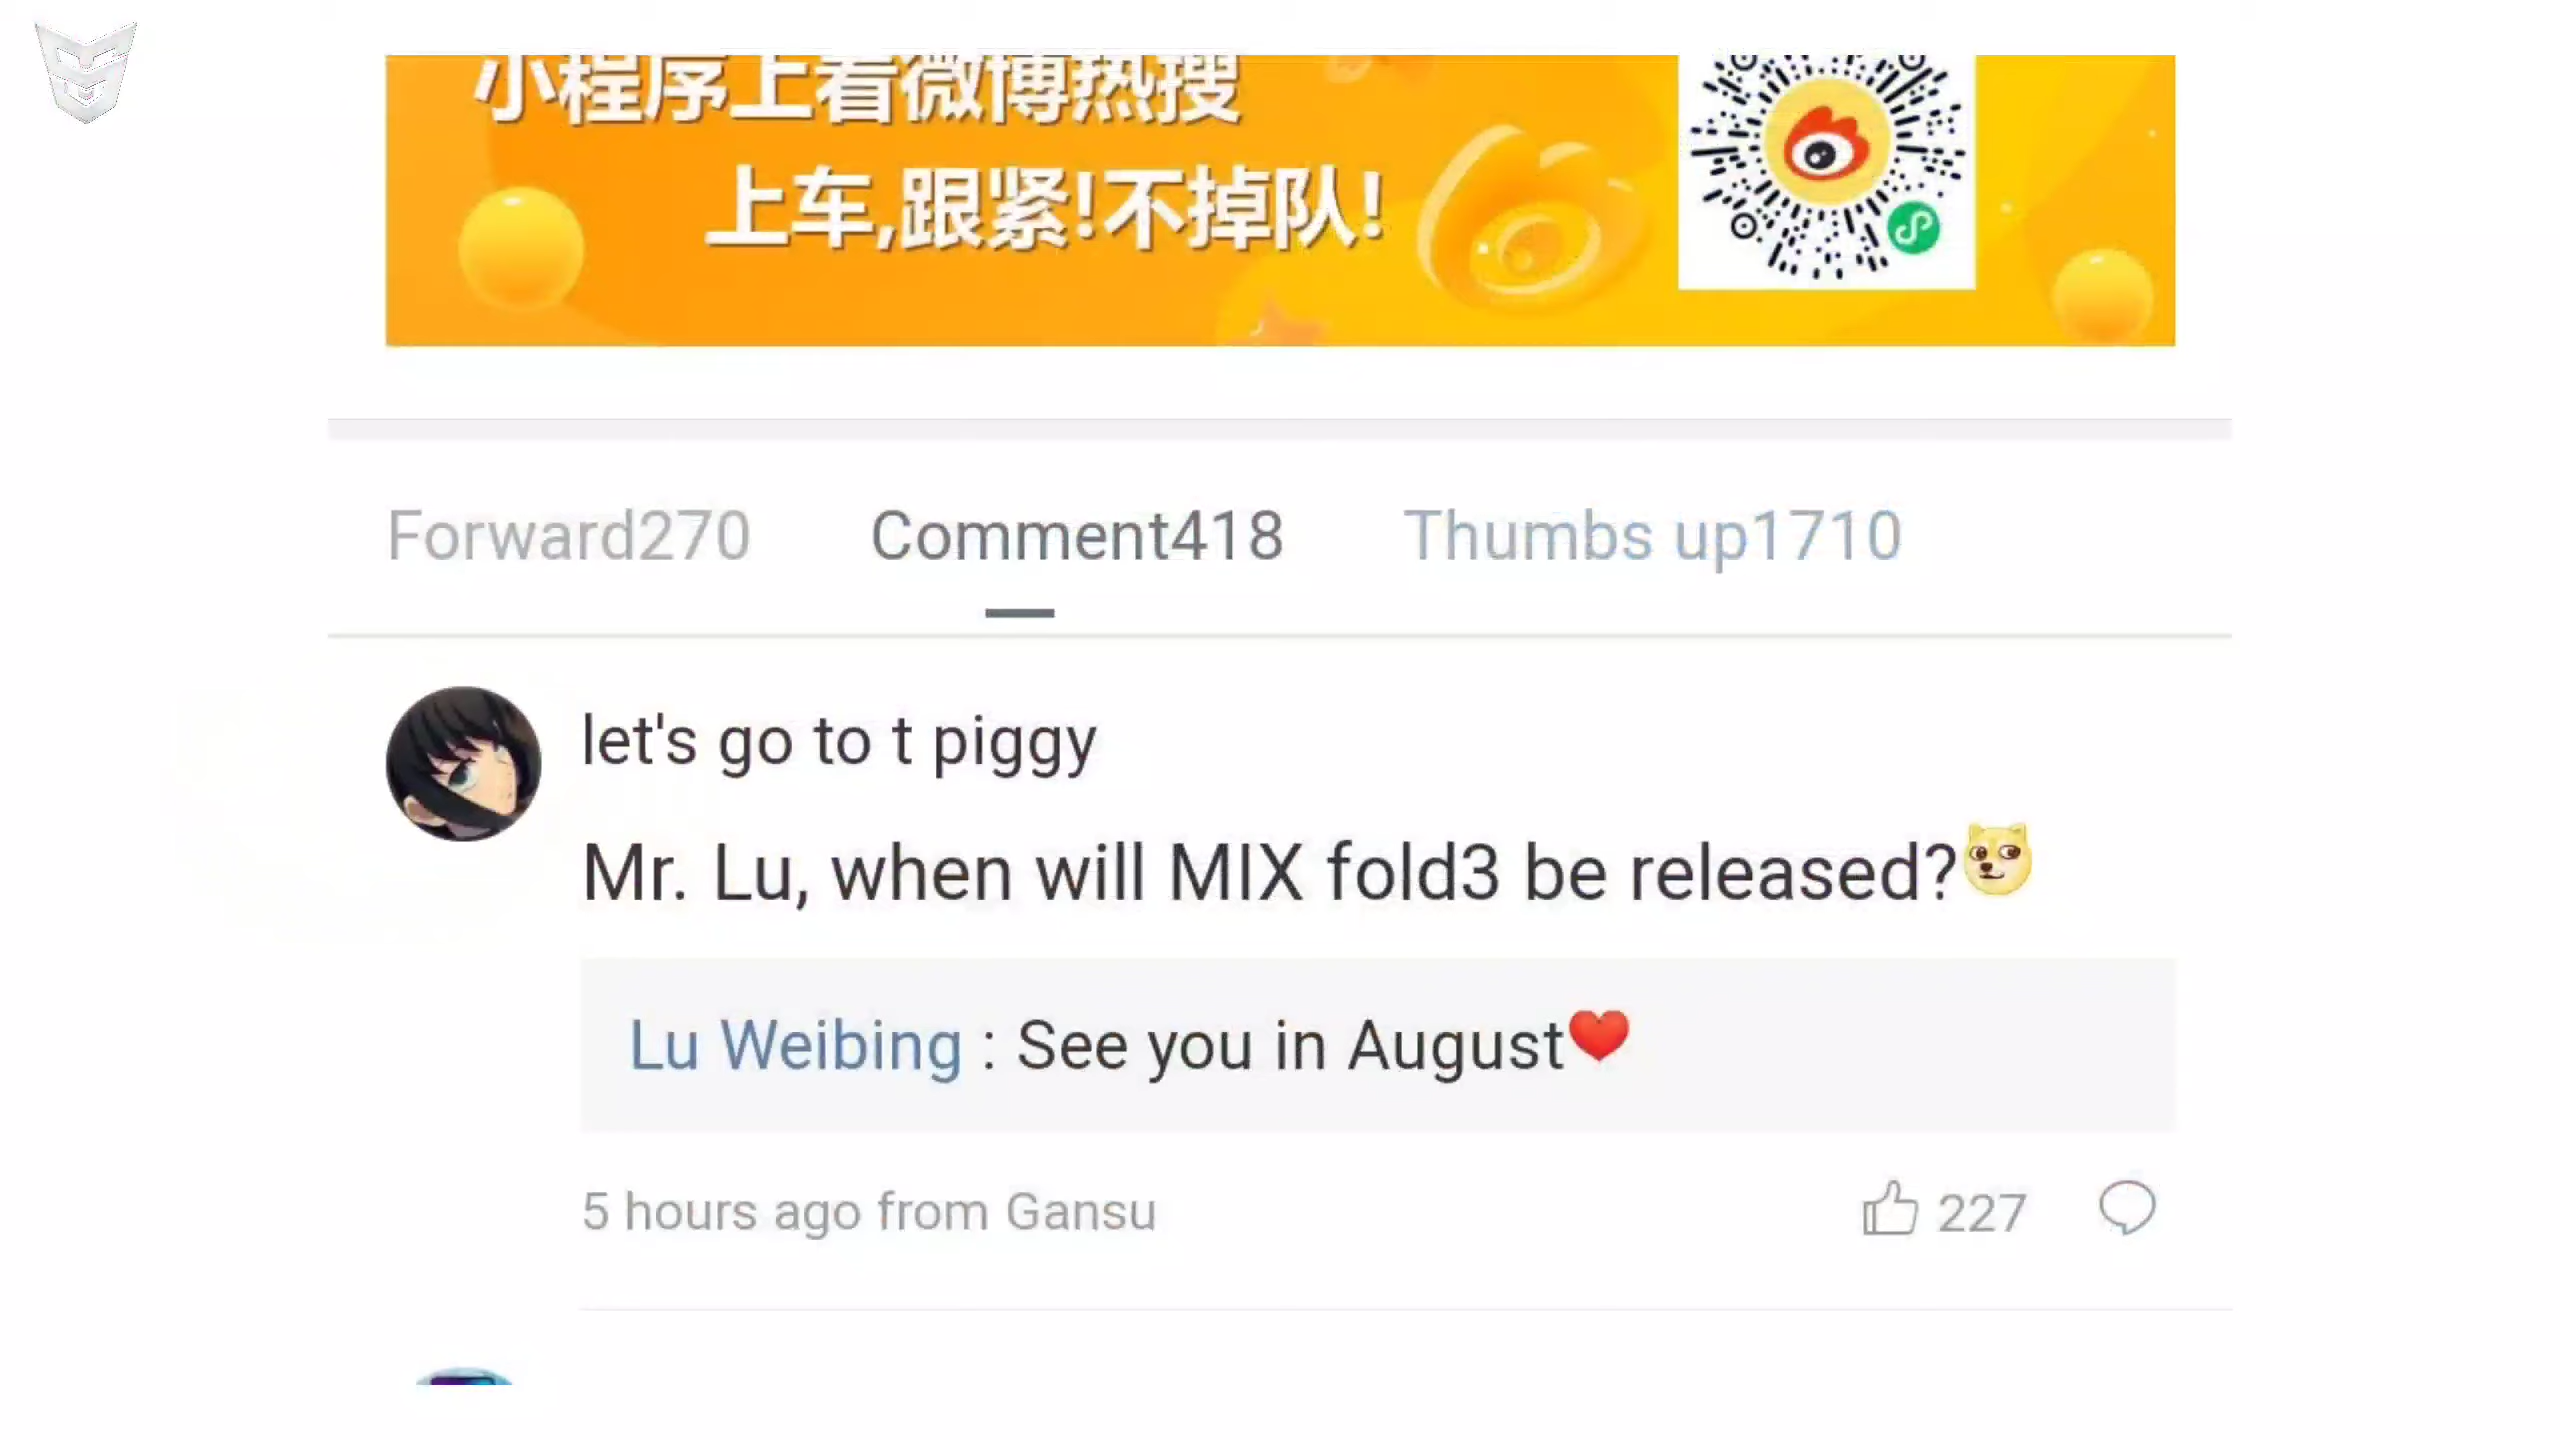 小程序上看微博热搜
上车,跟紧!不掉队!
Forward270 Comment418 Thumbs up1710
let's go to t piggy
Mr. Lu, when will MIX fold3 be released?
Lu Weibing : See you in August❤️
5 hours ago from Gansu 227